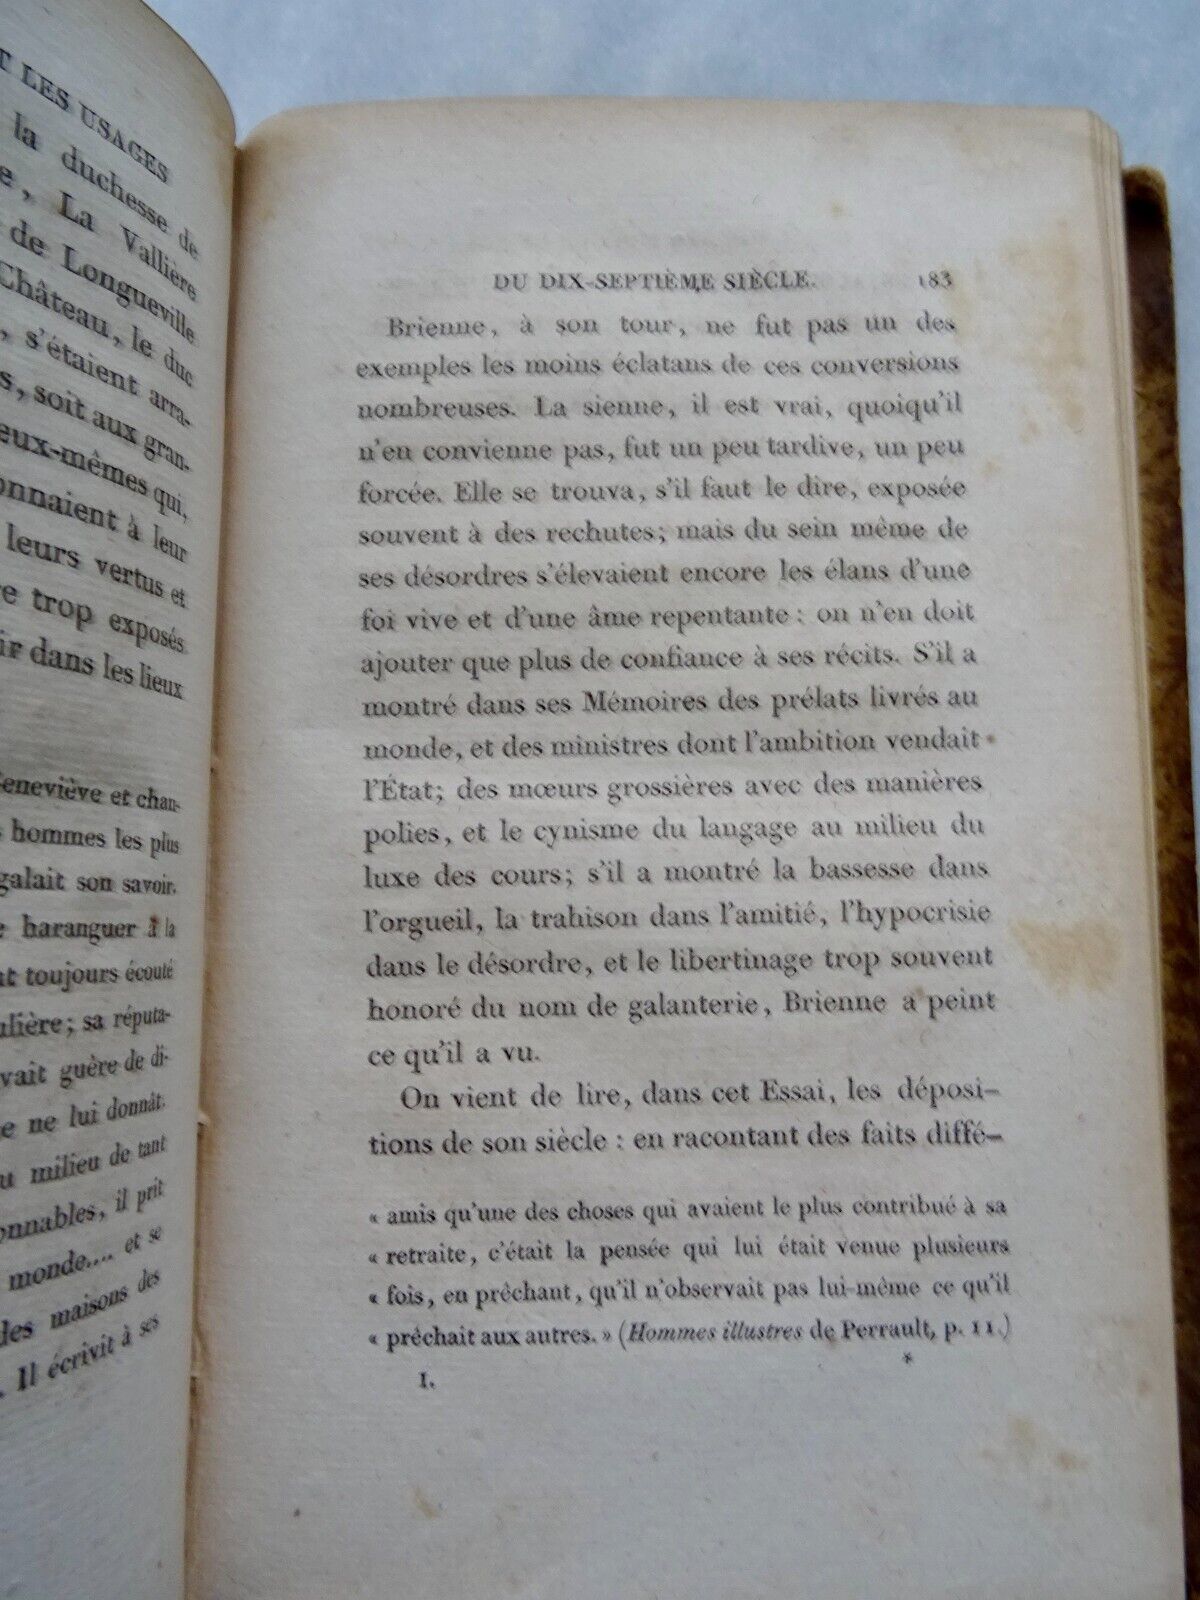 T LES USAGES
la duchesse de
e, La Vallière
de Longueville
Château, le duc
, s'étaient arra-
s, soit aux gran-
eux-mêmes qui,
onnaient à leur
leurs vertus et
e trop exposés
ir dans les lieux
Geneviève et chan-
s hommes les plus
galait son savoir.
e haranguer à la
nt toujours écouté
ulière; sa réputa-
vait guère de di-
e ne lui donnât.
u milieu de tant
onnables, il prit
monde.... et se
des maisons des
. Il écrivit à ses
DU DIX-SEPTIÈME SIÈCLE. 183
Brienne, à son tour, ne fut pas un des
exemples les moins éclatans de ces conversions
nombreuses. La sienne, il est vrai, quoiqu'il
n'en convienne pas, fut un peu tardive, un peu
forcée. Elle se trouva, s'il faut le dire, exposée
souvent à des rechutes; mais du sein même de
ses désordres s'élevaient encore les élans d'une
foi vive et d'une âme repentante : on n'en doit
ajouter que plus de confiance à ses récits. S'il a
montré dans ses Mémoires des prélats livrés au
monde, et des ministres dont l'ambition vendait
l'État; des mœurs grossières avec des manières
polies, et le cynisme du langage au milieu du
luxe des cours; s'il a montré la bassesse dans
l'orgueil, la trahison dans l'amitié, l'hypocrisie
dans le désordre, et le libertinage trop souvent
honoré du nom de galanterie, Brienne a peint
ce qu'il a vu.
On vient de lire, dans cet Essai, les déposi-
tions de son siècle : en racontant des faits diffé-
« amis qu'une des choses qui avaient le plus contribué à sa
« retraite, c'était la pensée qui lui était venue plusieurs
« fois, en prêchant, qu'il n'observait pas lui-même ce qu'il
« prêchait aux autres. » (Hommes illustres de Perrault, p. 11.)
I. *